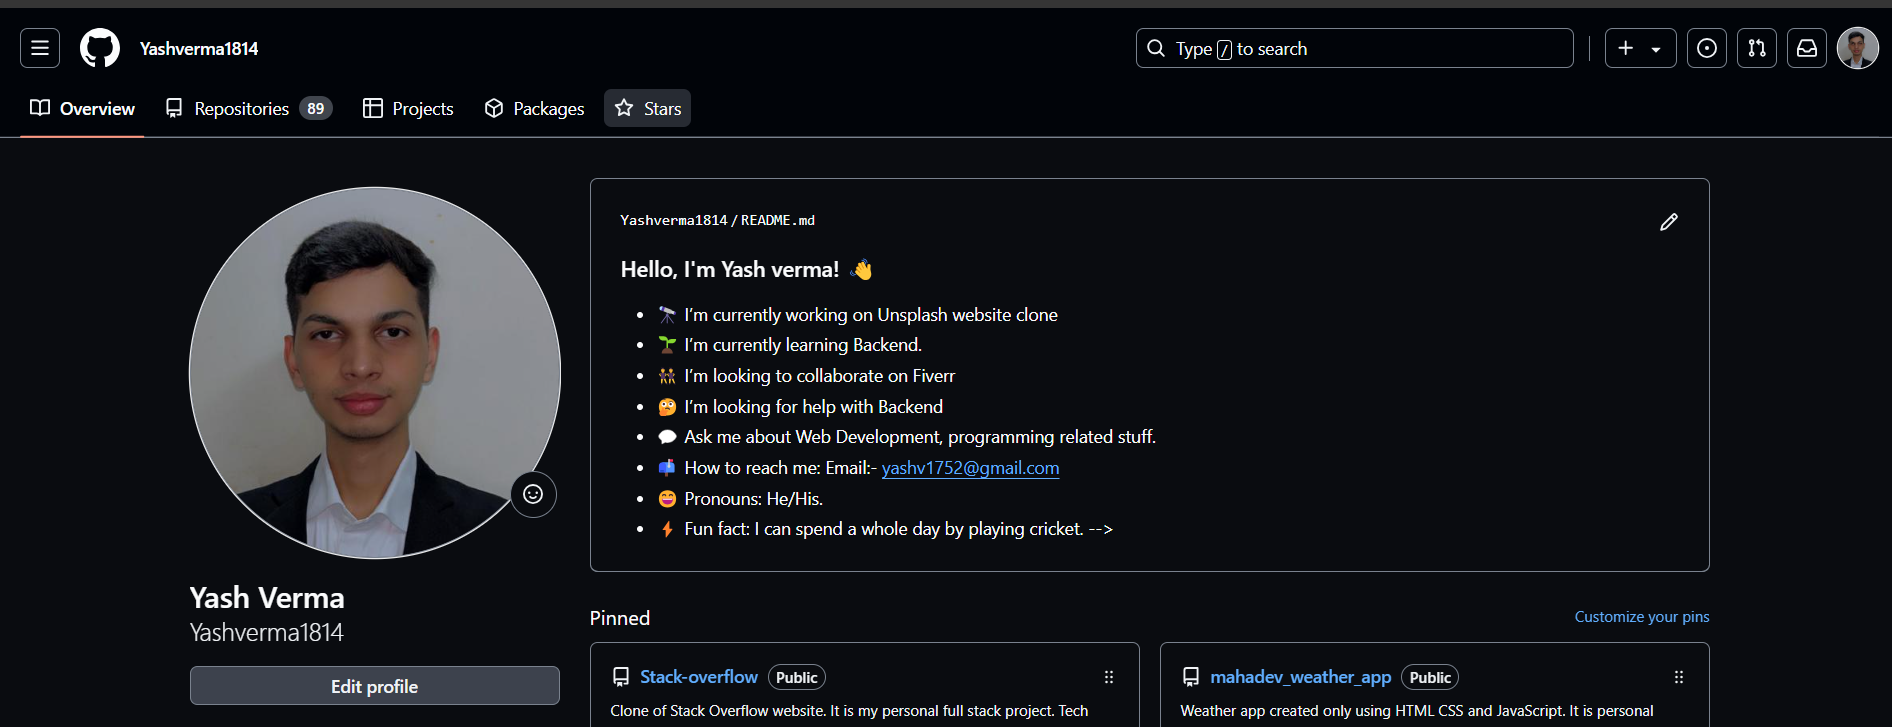 Yashverma1814
Type / to search
Overview
Repositories 89
Projects
Packages
Stars
Yashverma1814 / README.md
Hello, I'm Yash verma! 👋
• 🔭 I’m currently working on Unsplash website clone
• 🌱 I’m currently learning Backend.
• 👯 I’m looking to collaborate on Fiverr
• 🤔 I’m looking for help with Backend
• 💬 Ask me about Web Development, programming related stuff.
• 📫 How to reach me: Email:- yashv1752@gmail.com
• 😄 Pronouns: He/His.
• ⚡ Fun fact: I can spend a whole day by playing cricket. -->
Yash Verma
Yashverma1814
Edit profile
Pinned
Customize your pins
Stack-overflow Public
Clone of Stack Overflow website. It is my personal full stack project. Tech
mahadev_weather_app Public
Weather app created only using HTML CSS and JavaScript. It is personal